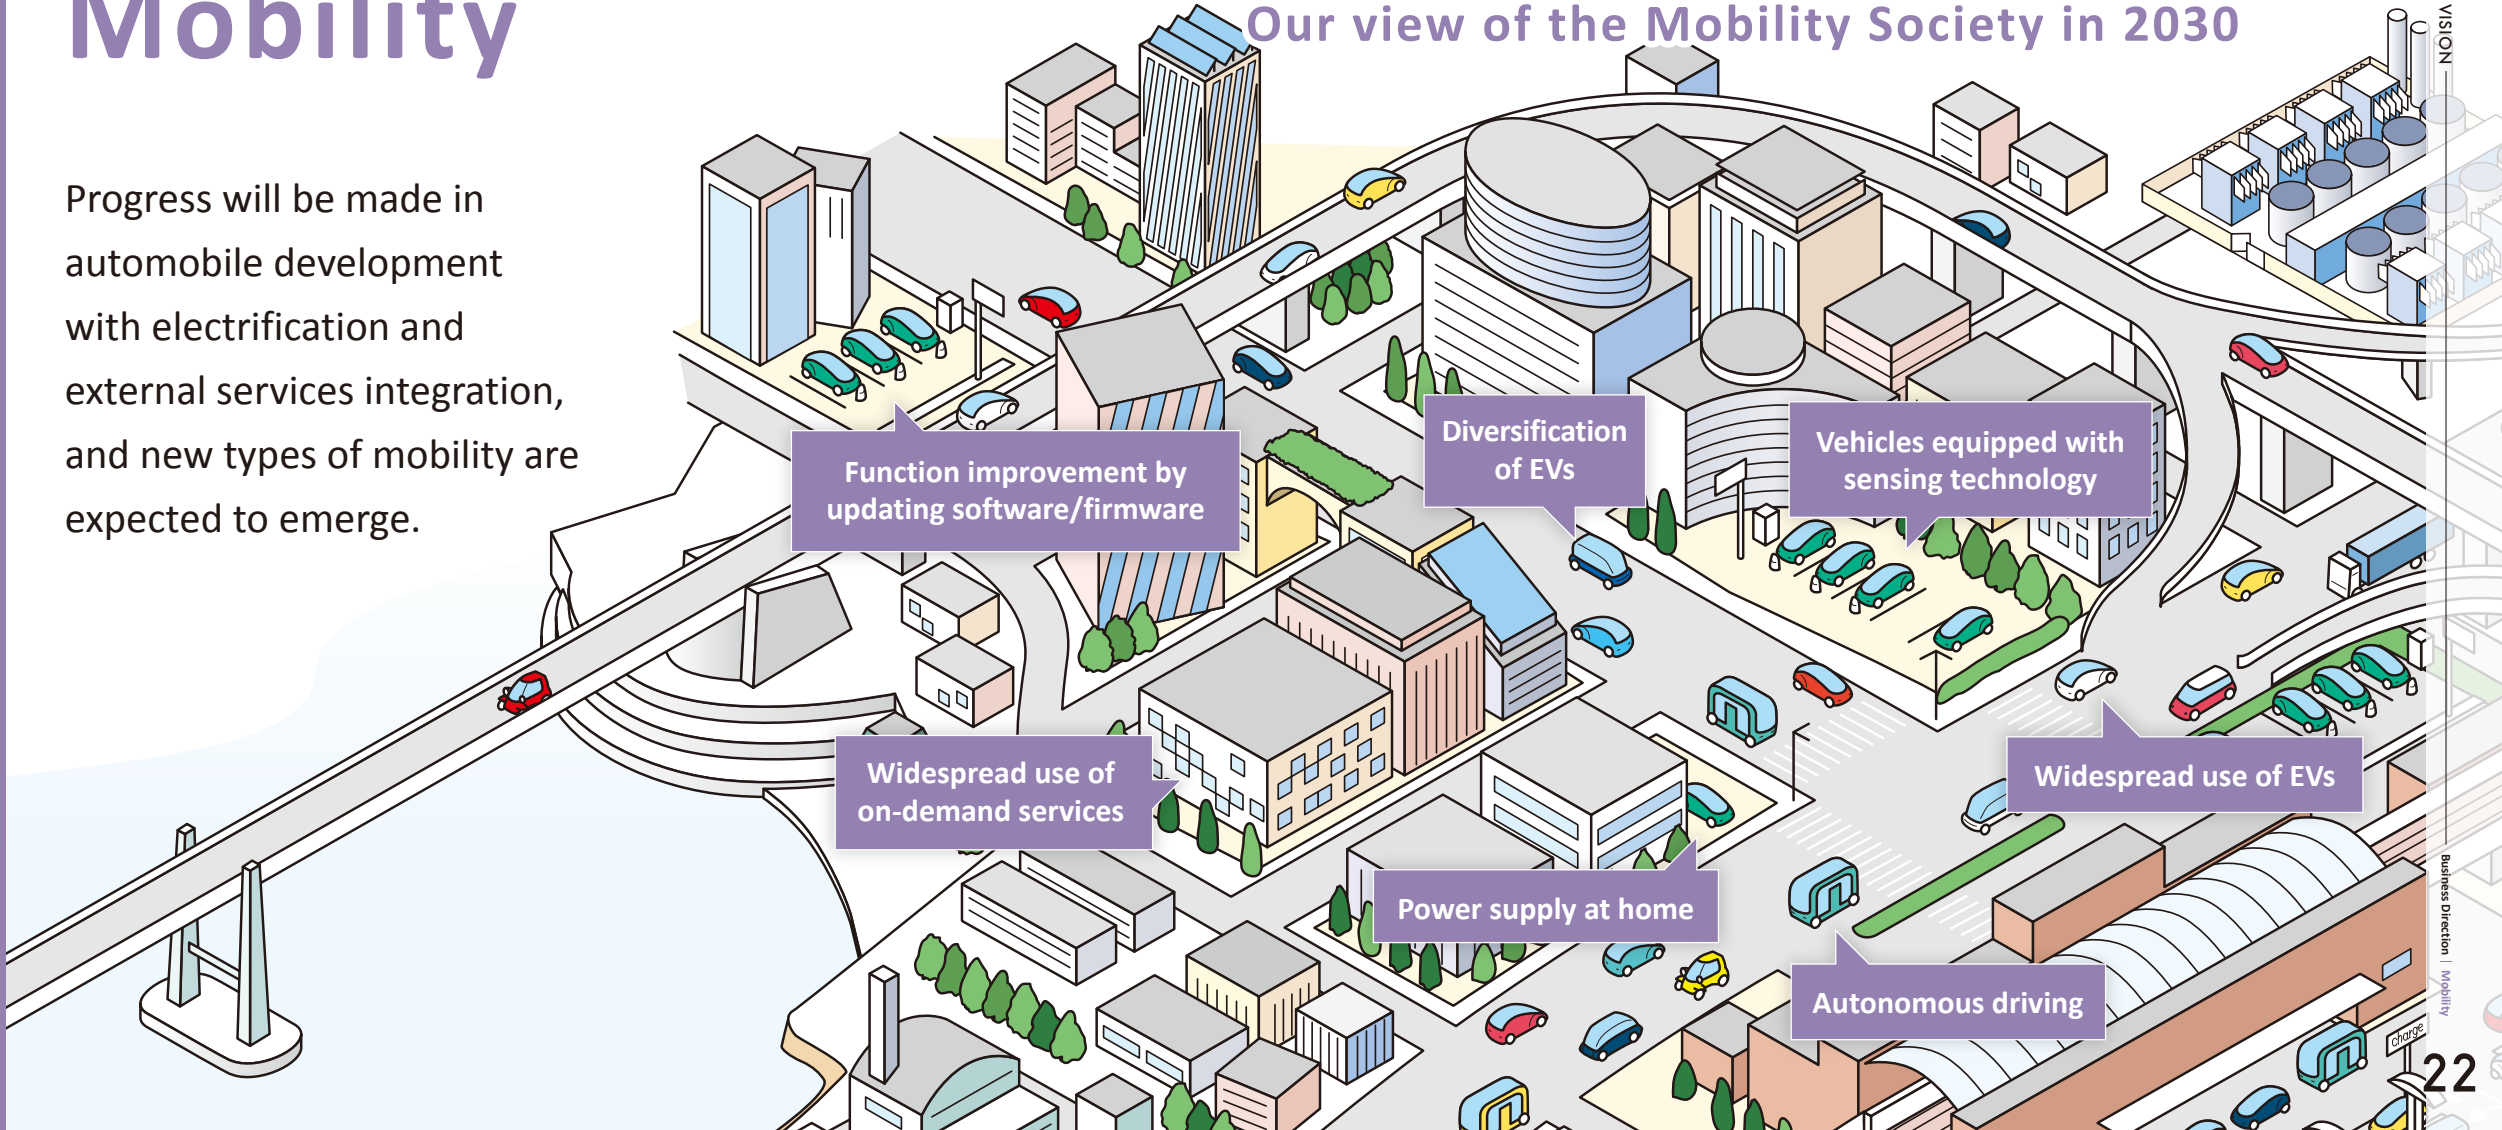 Mobility
Our view of the Mobility Society in 2030
Progress will be made in
automobile development
with electrification and
external services integration,
and new types of mobility are
expected to emerge.
Function improvement by
updating software/firmware
Diversification
of EVs
Vehicles equipped with
sensing technology
Widespread use of
on-demand services
Widespread use of EVs
Power supply at home
Autonomous driving
charge
VISION
Business Direction | Mobility
22